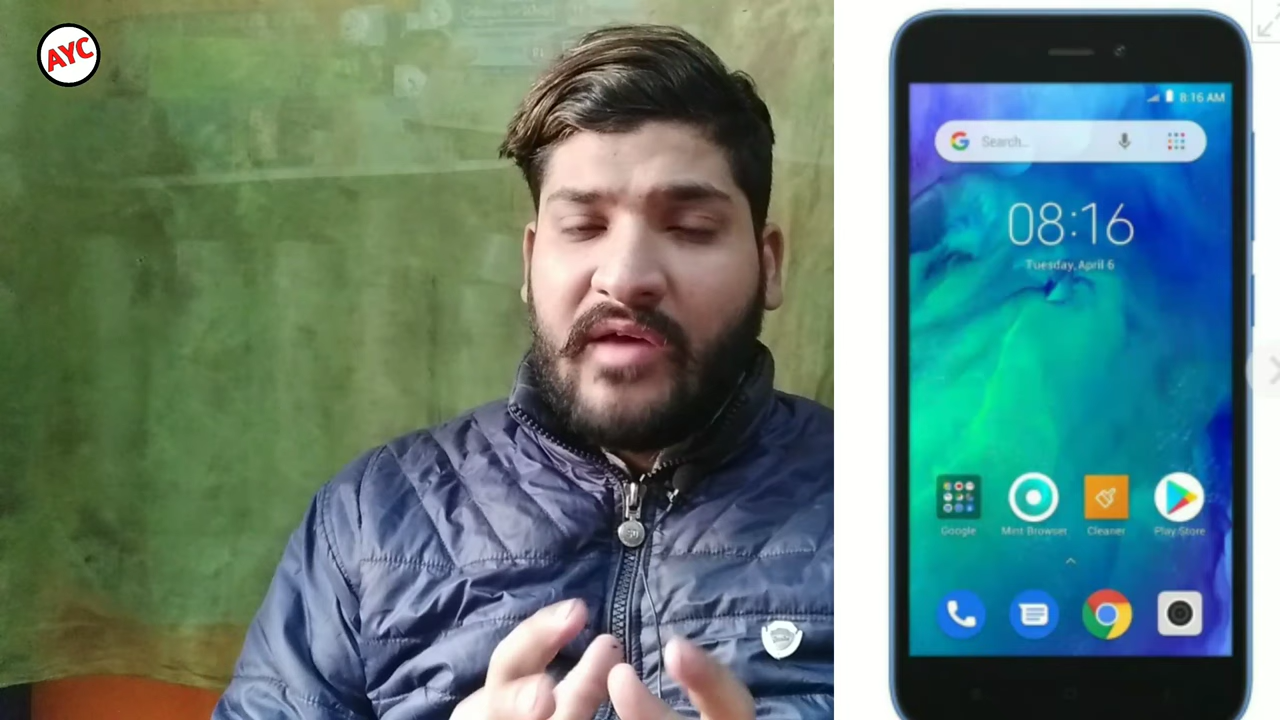 AYC
8:16 AM
Search...
08:16
Tuesday, April 6
Google
Mint Browser
Cleaner
Play Store